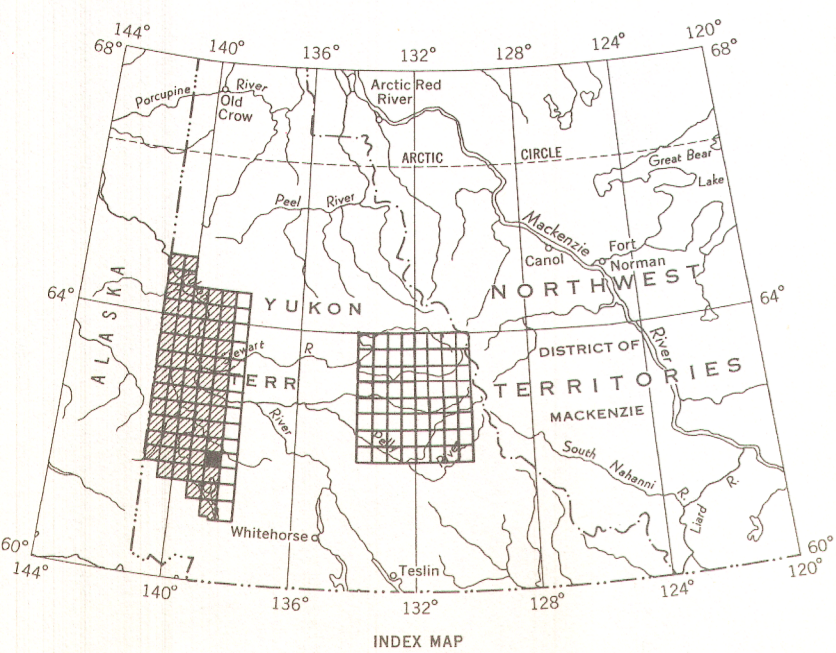 144°
140°
136°
132°
128°
124°
120°
68°
68°
Porcupine River
Old
Crow
Arctic Red
River
ARCTIC CIRCLE
Great Bear
Lake
Peel River
Mackenzie
Canol
Fort
Norman
NORTHWEST
64°
64°
ALASKA
YUKON
R
TERR
River
Pelly
River
DISTRICT OF
TERRITORIES
MACKENZIE
River
South Nahanni R.
Liard R.
Whitehorse
Teslin
60°
60°
144°
140°
136°
132°
128°
124°
120°
INDEX MAP